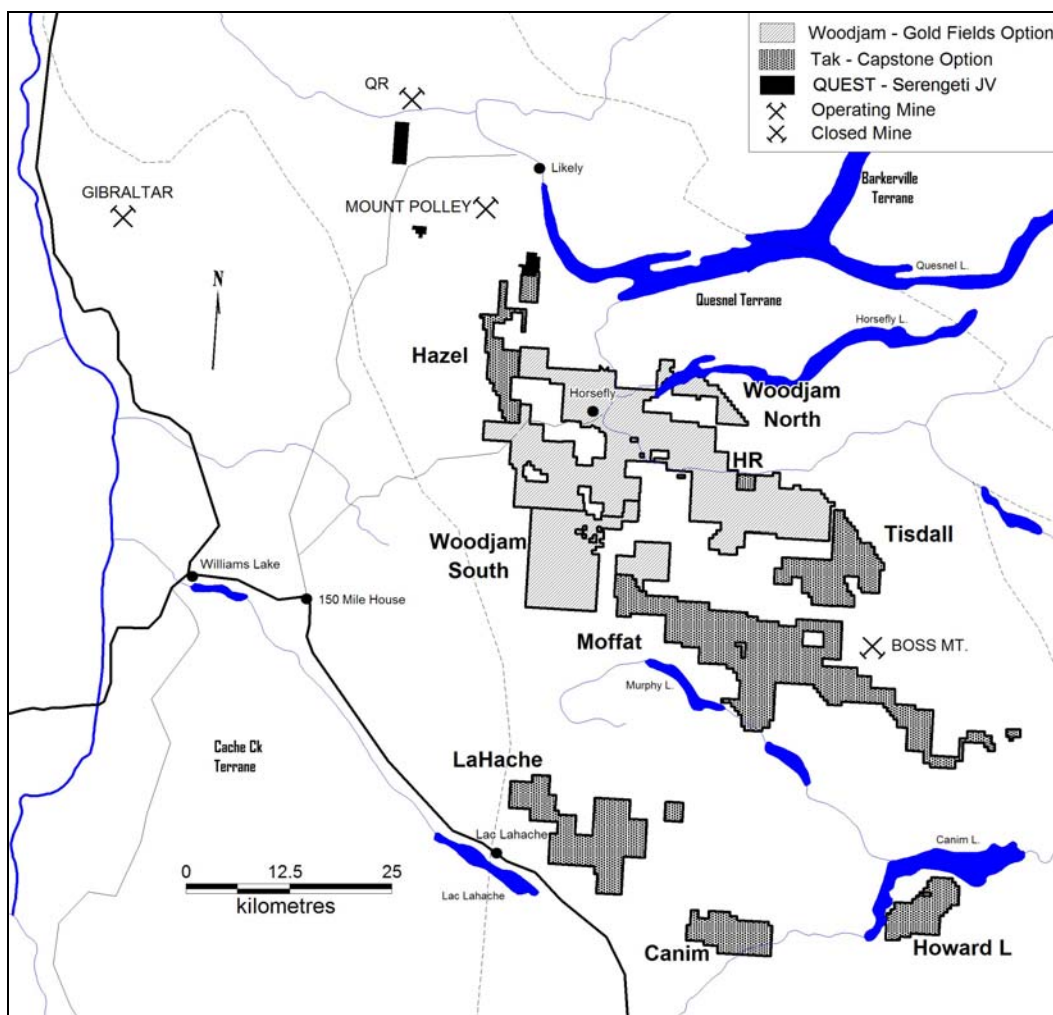 Woodjam - Gold Fields Option
Tak - Capstone Option
QUEST - Serengeti JV
Operating Mine
Closed Mine
QR
Likely
Barkerville
Terrane
GIBRALTAR
MOUNT POLLEY
Quesnel L.
N
Quesnel Terrane
Horsefly L.
Hazel
Woodjam
North
Horsefly
HR
Tisdall
Woodjam
South
Williams Lake
150 Mile House
Moffat
BOSS MT.
Murphy L.
Cache Ck
Terrane
LaHache
Lac Lahache
Canim L.
0 12.5 25
kilometres
Lac Lahache
Canim
Howard L